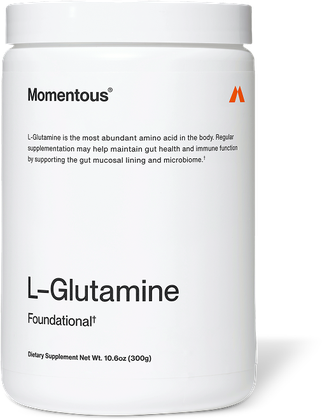 Momentous®
L-Glutamine is the most abundant amino acid in the body. Regular
supplementation may help maintain gut health and immune function
by supporting the gut mucosal lining and microbiome.†
L-Glutamine
Foundational†
Dietary Supplement Net Wt. 10.6oz (300g)